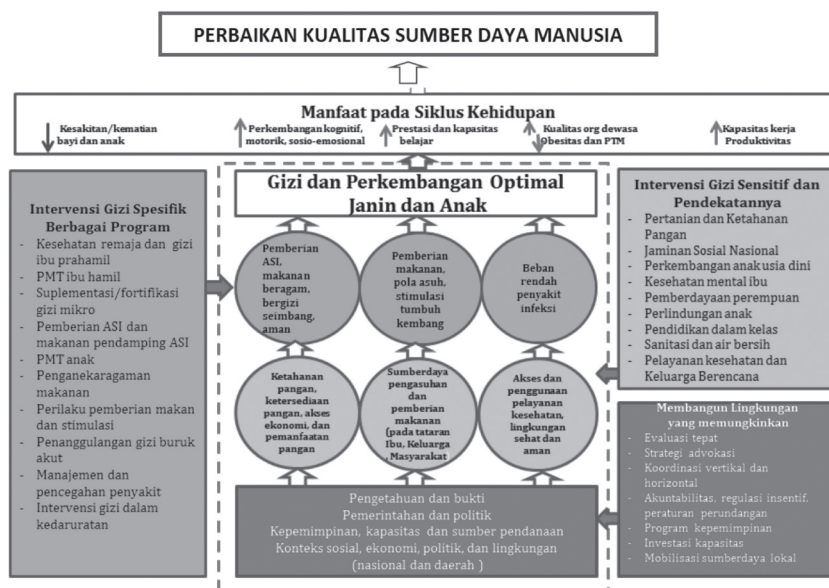 PERBAIKAN KUALITAS SUMBER DAYA MANUSIA
Manfaat pada Siklus Kehidupan
Kesakitan/kematian
bayi dan anak
Perkembangan kognitif,
motorik, sosio-emosional
Prestasi dan kapasitas
belajar
Kualitas org dewasa
Obesitas dan PTM
Kapasitas kerja
Produktivitas
Intervensi Gizi Spesifik
Berbagai Program
- Kesehatan remaja dan gizi
ibu prahamil
- PMT ibu hamil
- Suplementasi/fortifikasi
gizi mikro
- Pemberian ASI dan
makanan pendamping ASI
- PMT anak
- Penganekaragaman
makanan
- Perilaku pemberian makan
dan stimulasi
- Penanggulangan gizi buruk
akut
- Manajemen dan
pencegahan penyakit
- Intervensi gizi dalam
kedaruratan
Gizi dan Perkembangan Optimal
Janin dan Anak
Pemberian
ASI,
makanan
beragam,
bergizi
seimbang,
aman
Pemberian
makanan,
pola asuh,
stimulasi
tumbuh
kembang
Beban
rendah
penyakit
infeksi
Ketahanan
pangan,
ketersediaan
pangan, akses
ekonomi, dan
pemanfaatan
pangan
Sumberdaya
pengasuhan
dan
pemberian
makanan
(pada tataran
Ibu, Keluarga
, Masyarakat
Akses dan
penggunaan
pelayanan
kesehatan,
lingkungan
sehat dan
aman
Pengetahuan dan bukti
Pemerintahan dan politik
Kepemimpinan, kapasitas dan sumber pendanaan
Konteks sosial, ekonomi, politik, dan lingkungan
(nasional dan daerah )
Intervensi Gizi Sensitif dan
Pendekatannya
- Pertanian dan Ketahanan
Pangan
- Jaminan Sosial Nasional
- Perkembangan anak usia dini
- Kesehatan mental ibu
- Pemberdayaan perempuan
- Perlindungan anak
- Pendidikan dalam kelas
- Sanitasi dan air bersih
- Pelayanan kesehatan dan
Keluarga Berencana
Membangun Lingkungan
yang memungkinkan
- Evaluasi tepat
- Strategi advokasi
- Koordinasi vertikal dan
horizontal
- Akuntabilitas, regulasi insentif,
peraturan perundangan
- Program kepemimpinan
- Investasi kapasitas
- Mobilisasi sumberdaya lokal